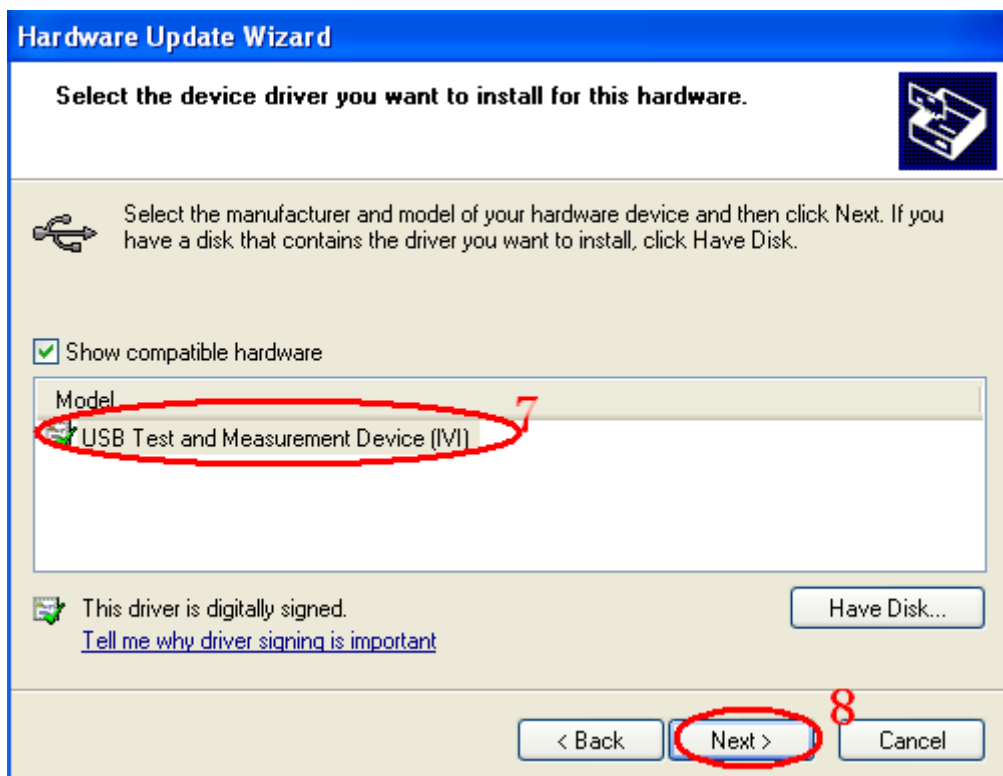 Hardware Update Wizard
Select the device driver you want to install for this hardware.
Select the manufacturer and model of your hardware device and then click Next. If you
have a disk that contains the driver you want to install, click Have Disk.
Show compatible hardware
Model
7
USB Test and Measurement Device (IVI)
This driver is digitally signed.
Have Disk...
Tell me why driver signing is important
8
< Back
Next >
Cancel